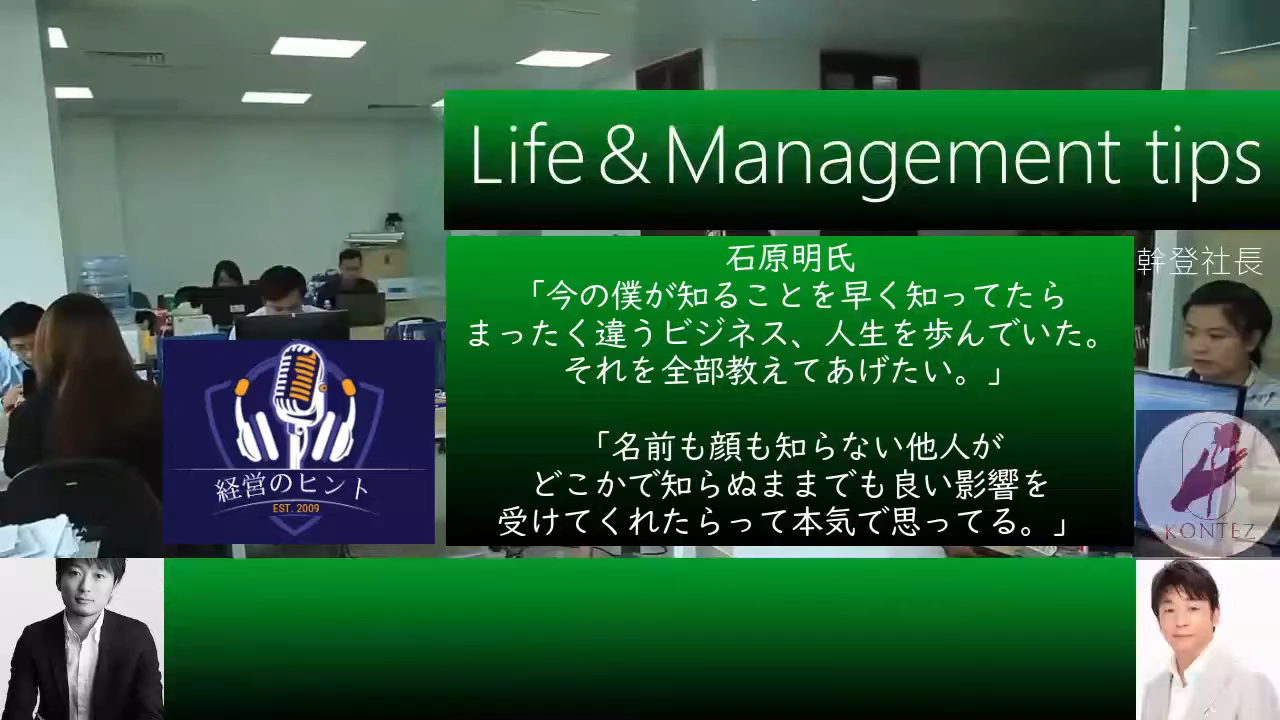 Life&Management tips
石原明氏
「今の僕が知ることを早く知ってたら
まったく違うビジネス、人生を歩んでいた。
それを全部教えてあげたい。」
「名前も顔も知らない他人が
どこかで知らぬままでも良い影響を
受けてくれたらって本気で思ってる。」
幹登社長
経営のヒント
EST. 2009
KONTEZ